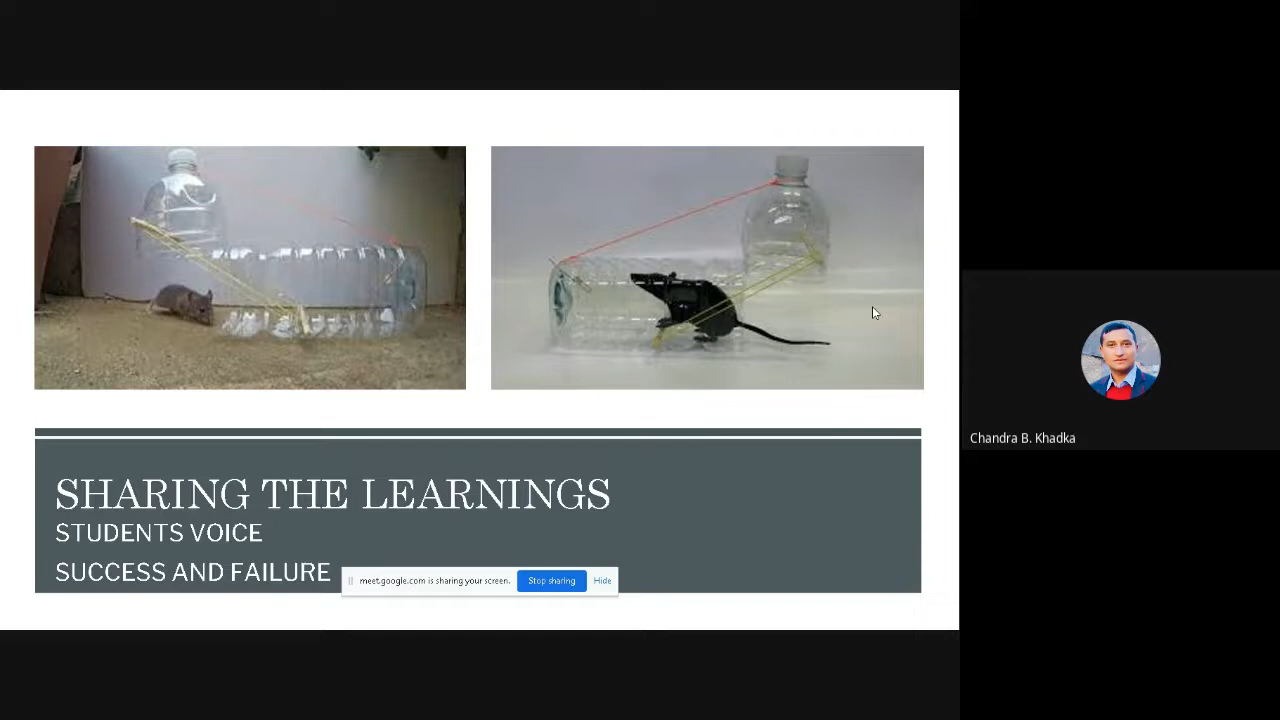 SHARING THE LEARNINGS
STUDENTS VOICE
SUCCESS AND FAILURE
meet.google.com is sharing your screen. Stop sharing Hide
Chandra B. Khadka